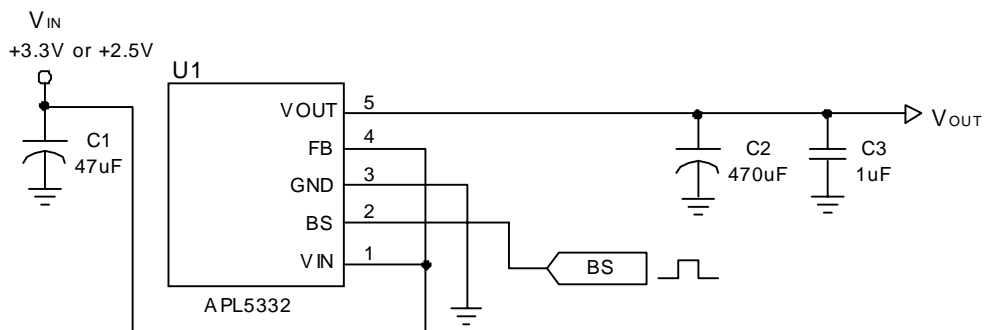 VIN
+3.3V or +2.5V
U1
VOUT
5
VOUT
C1
47uF
FB
4
C2
470uF
C3
1uF
GND
3
BS
2
BS
VIN
1
APL5332